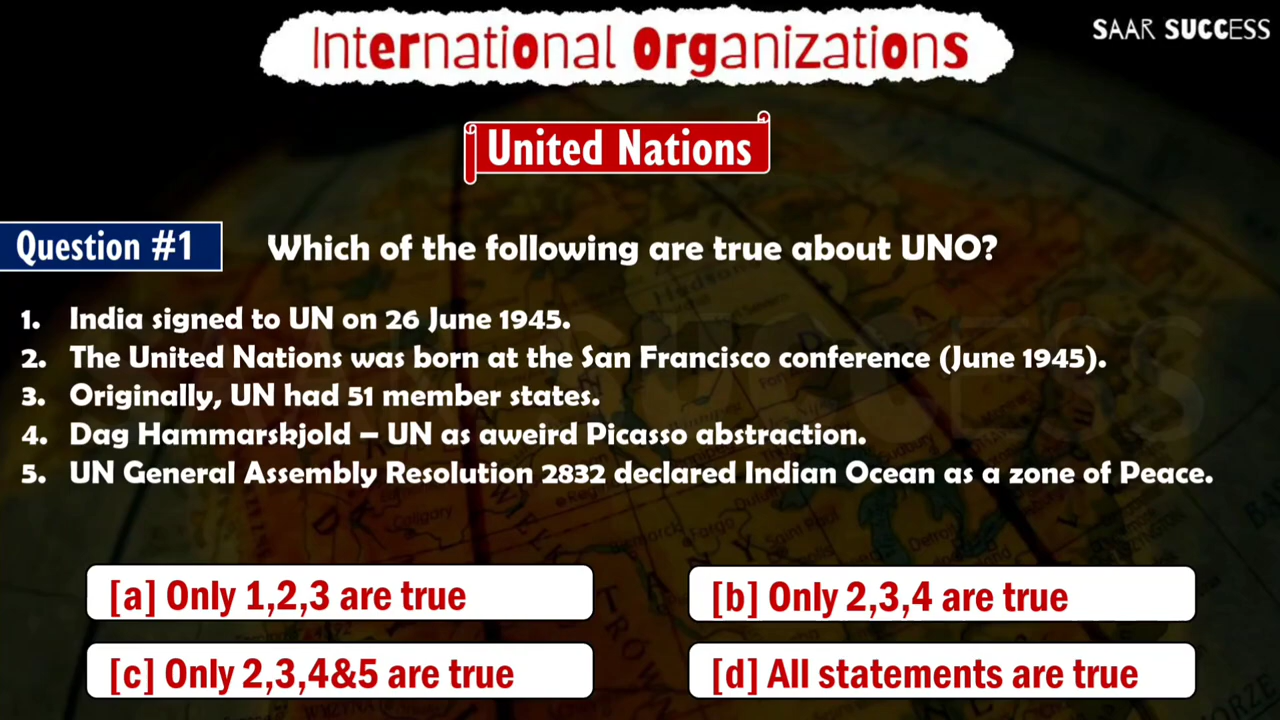 International Organizations
SAAR SUCCESS
United Nations
Question #1
Which of the following are true about UNO?
1. India signed to UN on 26 June 1945.
2. The United Nations was born at the San Francisco conference (June 1945).
3. Originally, UN had 51 member states.
4. Dag Hammarskjold – UN as aweird Picasso abstraction.
5. UN General Assembly Resolution 2832 declared Indian Ocean as a zone of Peace.
[a] Only 1,2,3 are true
[b] Only 2,3,4 are true
[c] Only 2,3,4&5 are true
[d] All statements are true